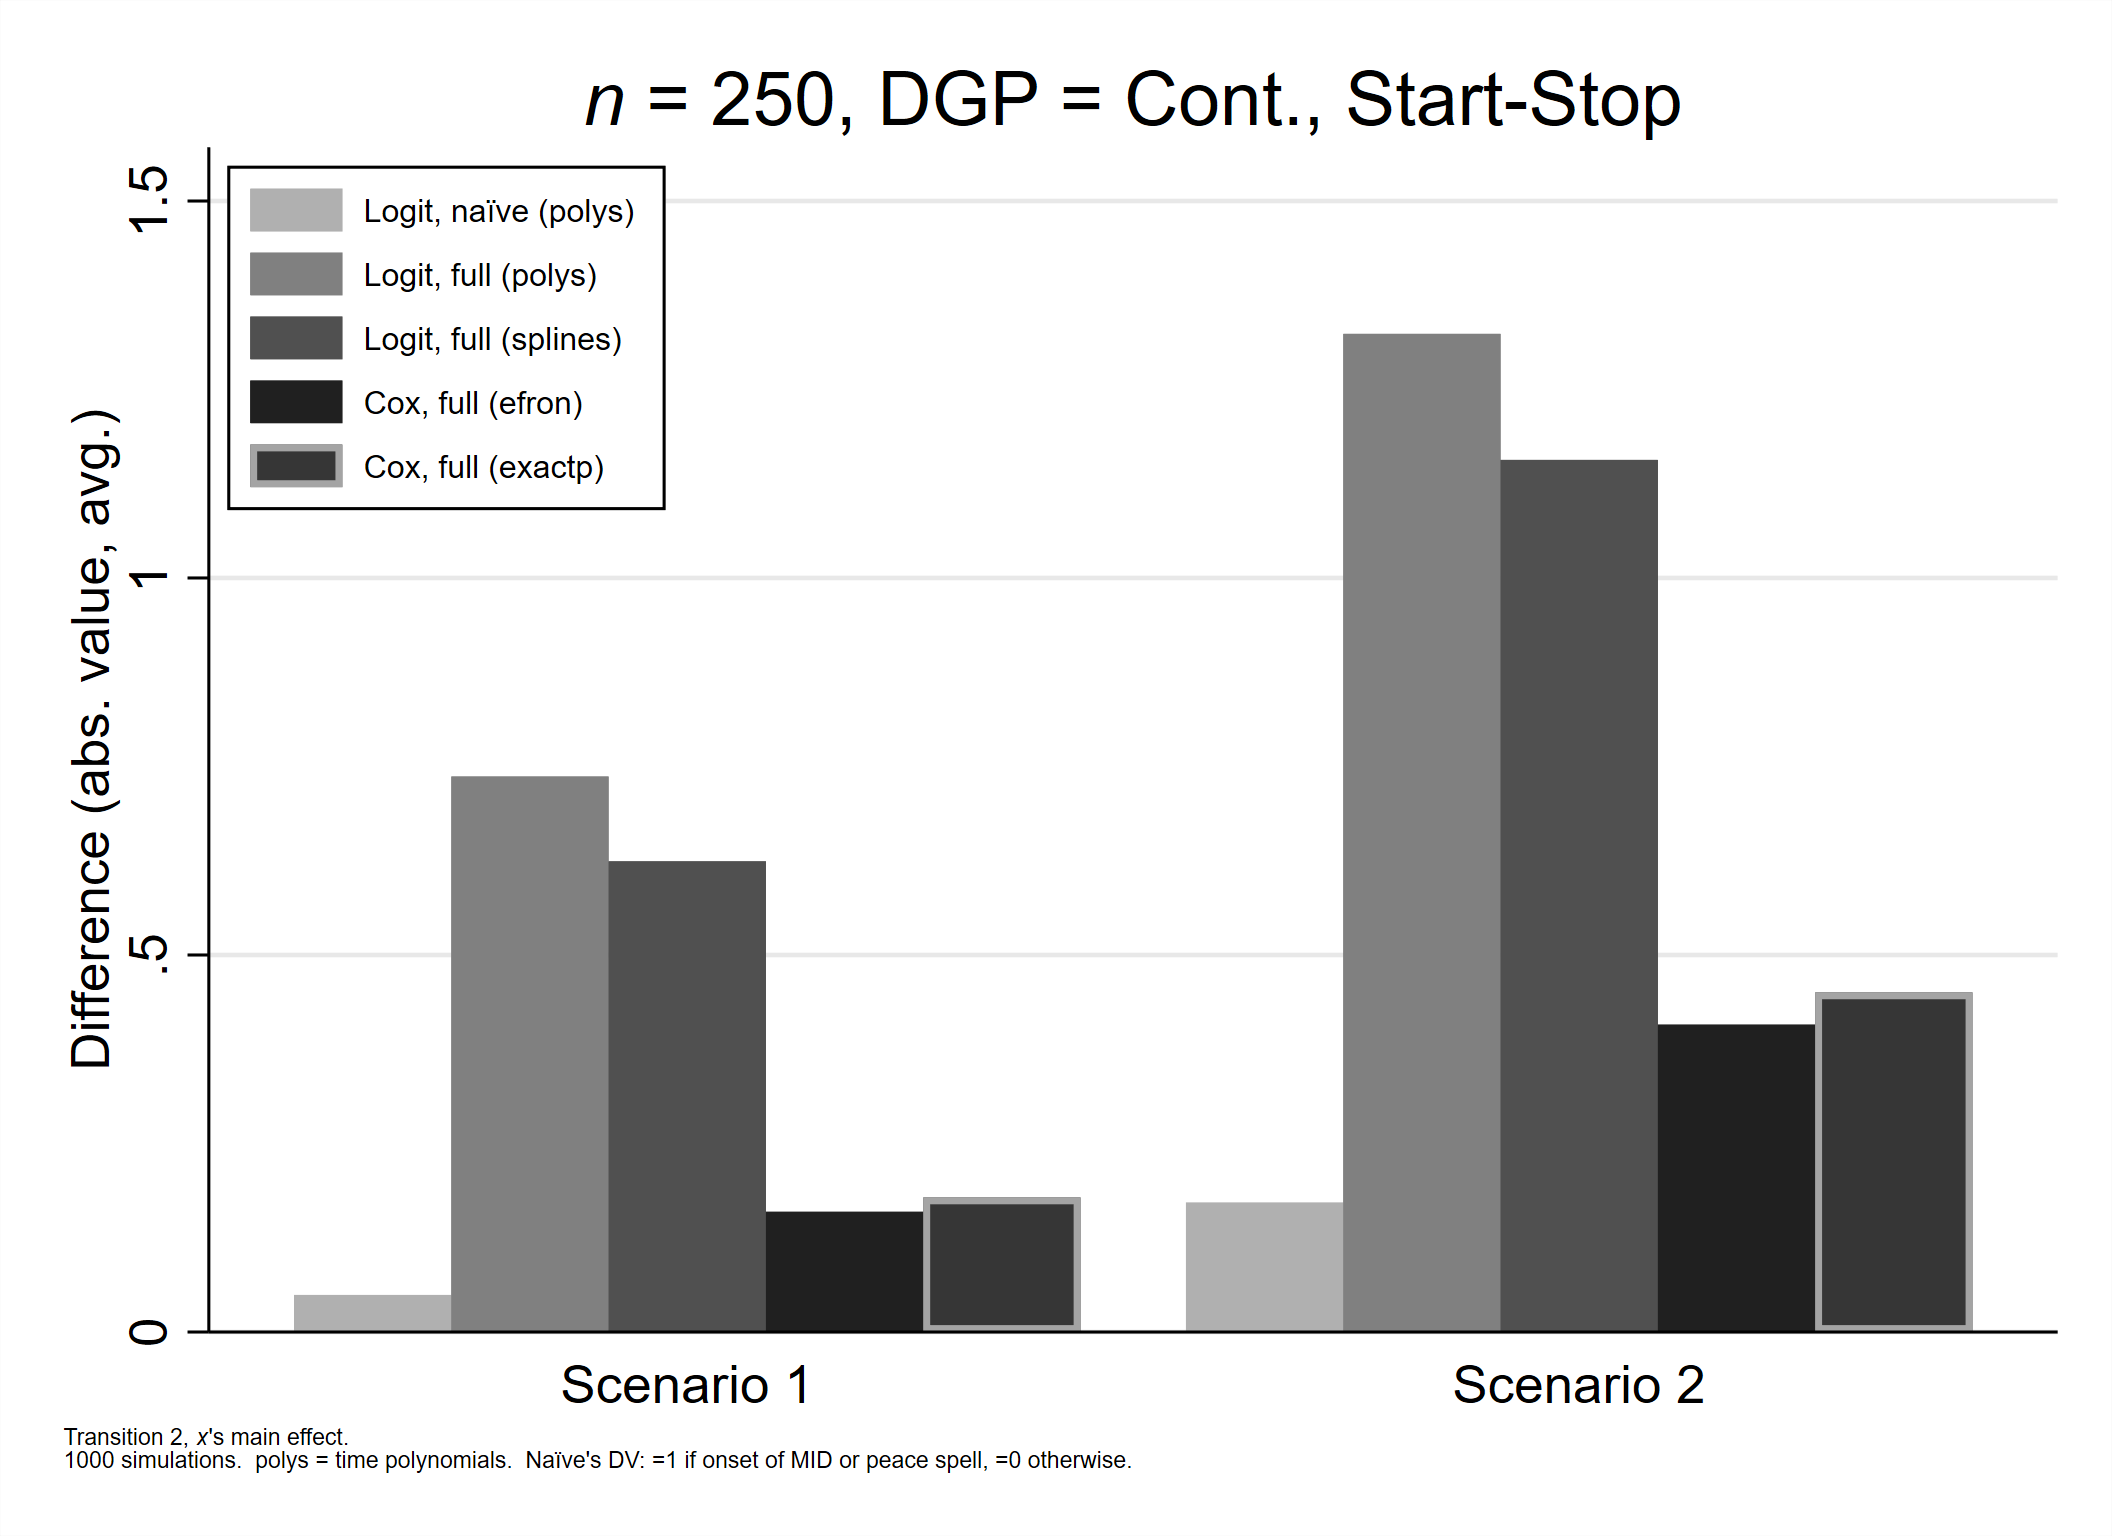 n = 250, DGP = Cont., Start-Stop
Logit, naïve (polys)
Logit, full (polys)
Logit, full (splines)
Cox, full (efron)
Cox, full (exactp)
Difference (abs. value, avg.)
1.5
1
.5
0
Scenario 1
Scenario 2
Transition 2, x's main effect.
1000 simulations.  polys = time polynomials.  Naïve's DV: =1 if onset of MID or peace spell, =0 otherwise.